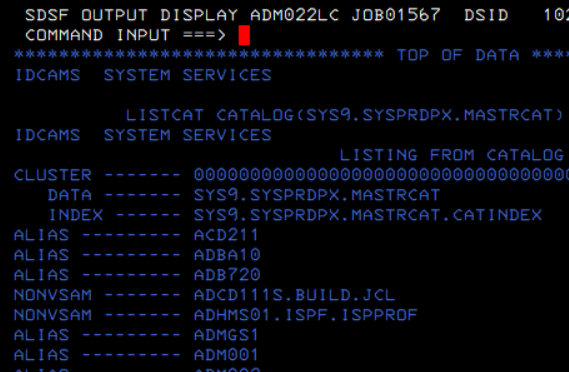 SDSF OUTPUT DISPLAY ADM022LC JOB01567 DSID 102
COMMAND INPUT ===>
******************************** TOP OF DATA ****
IDCAMS SYSTEM SERVICES
LISTCAT CATALOG(SYS9.SYSPRDPX.MASTRCAT)
IDCAMS SYSTEM SERVICES
LISTING FROM CATALOG
CLUSTER ------- 0000000000000000000000000000000000
DATA ------- SYS9.SYSPRDPX.MASTRCAT
INDEX ------ SYS9.SYSPRDPX.MASTRCAT.CATINDEX
ALIAS --------- ACD211
ALIAS --------- ADBA10
ALIAS --------- ADB720
NONVSAM ------- ADCD111S.BUILD.JCL
NONVSAM ------- ADHMS01.ISPF.ISPPROF
ALIAS --------- ADMGS1
ALIAS --------- ADM001